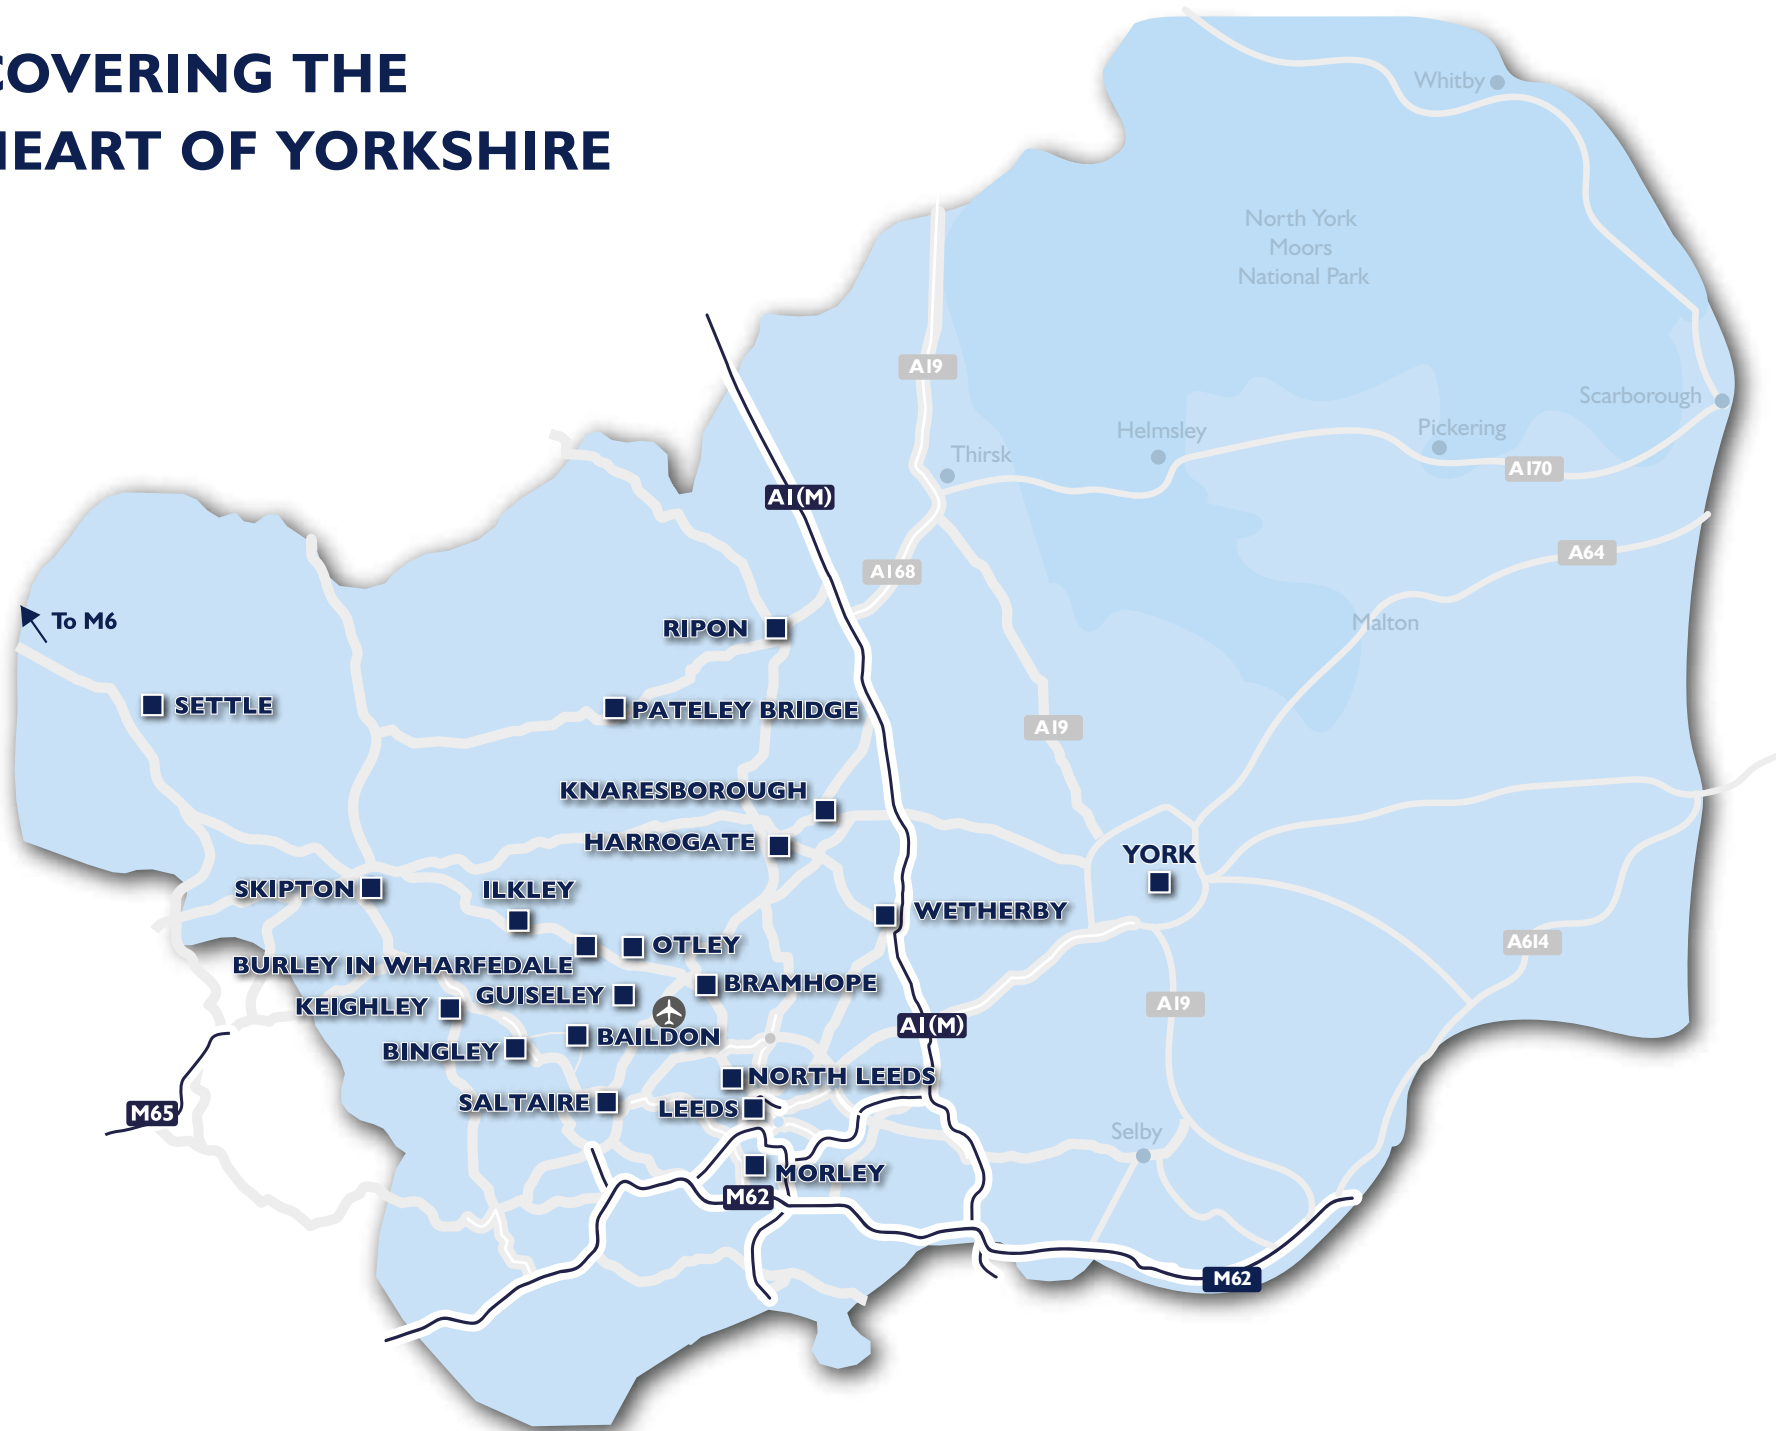 COVERING THE
HEART OF YORKSHIRE
Whitby
North York
Moors
National Park
A19
Scarborough
Helmsley
Pickering
Thirsk
A170
A1(M)
A64
A168
To M6
Malton
RIPON
SETTLE
PATELEY BRIDGE
A19
KNARESBOROUGH
HARROGATE
YORK
SKIPTON
ILKLEY
WETHERBY
OTLEY
A614
BURLEY IN WHARFEDALE
BRAMHOPE
GUISELEY
KEIGHLEY
A19
A1(M)
BAILDON
BINGLEY
NORTH LEEDS
SALTAIRE
LEEDS
M65
Selby
MORLEY
M62
M62